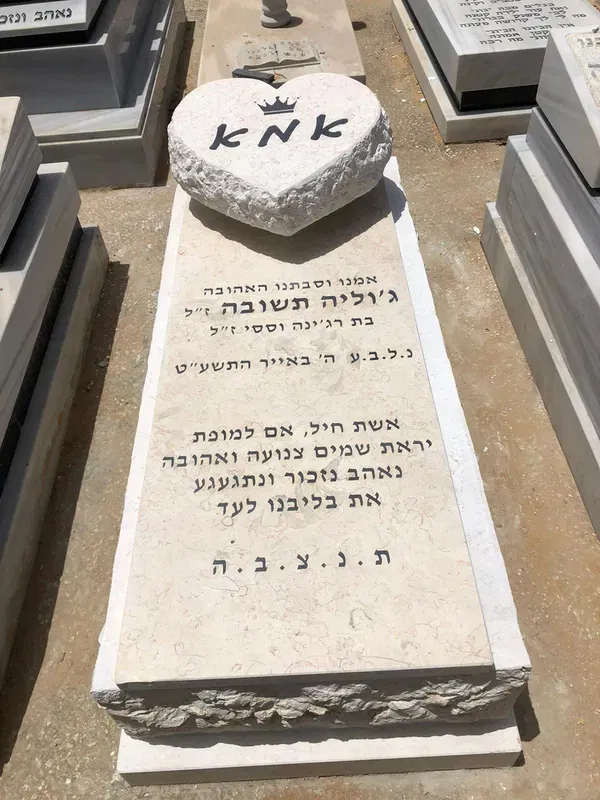 נאהב
אמא
אמנו וסבתנו האהובה
ג'וליה תשובה ז"ל
בת רג'ינה וססי ז"ל
נ.ל.ב.ע ה' באייר התשע"ט
אשת חיל, אם למופת
יראת שמים צנועה ואהובה
נאהב נזכור ונתגעגע
את בליבנו לעד
ת.נ.צ.ב.ה